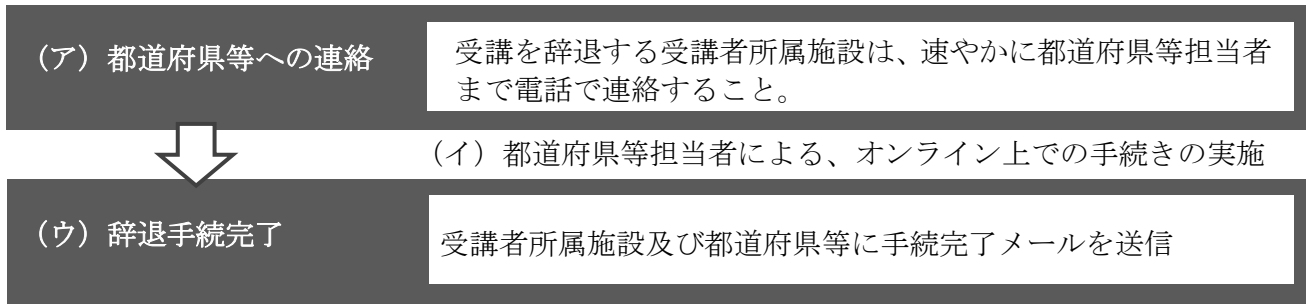 （ア）都道府県等への連絡
受講を辞退する受講者所属施設は、速やかに都道府県等担当者
まで電話で連絡すること。
（イ）都道府県等担当者による、オンライン上での手続きの実施
（ウ）辞退手続完了
受講者所属施設及び都道府県等に手続完了メールを送信